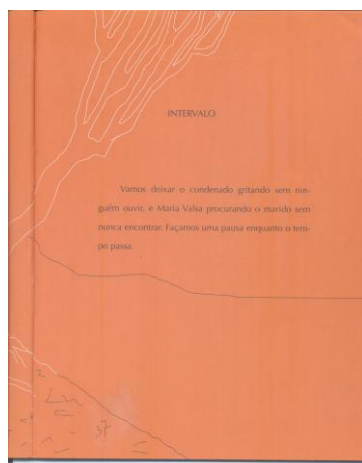 INTERVALO
Vamos deixar o condenado gritando sem nin-
guém ouvir, e Maria Valsa procurando o marido sem
nunca encontrar. Façamos uma pausa enquanto o tem-
po passa.